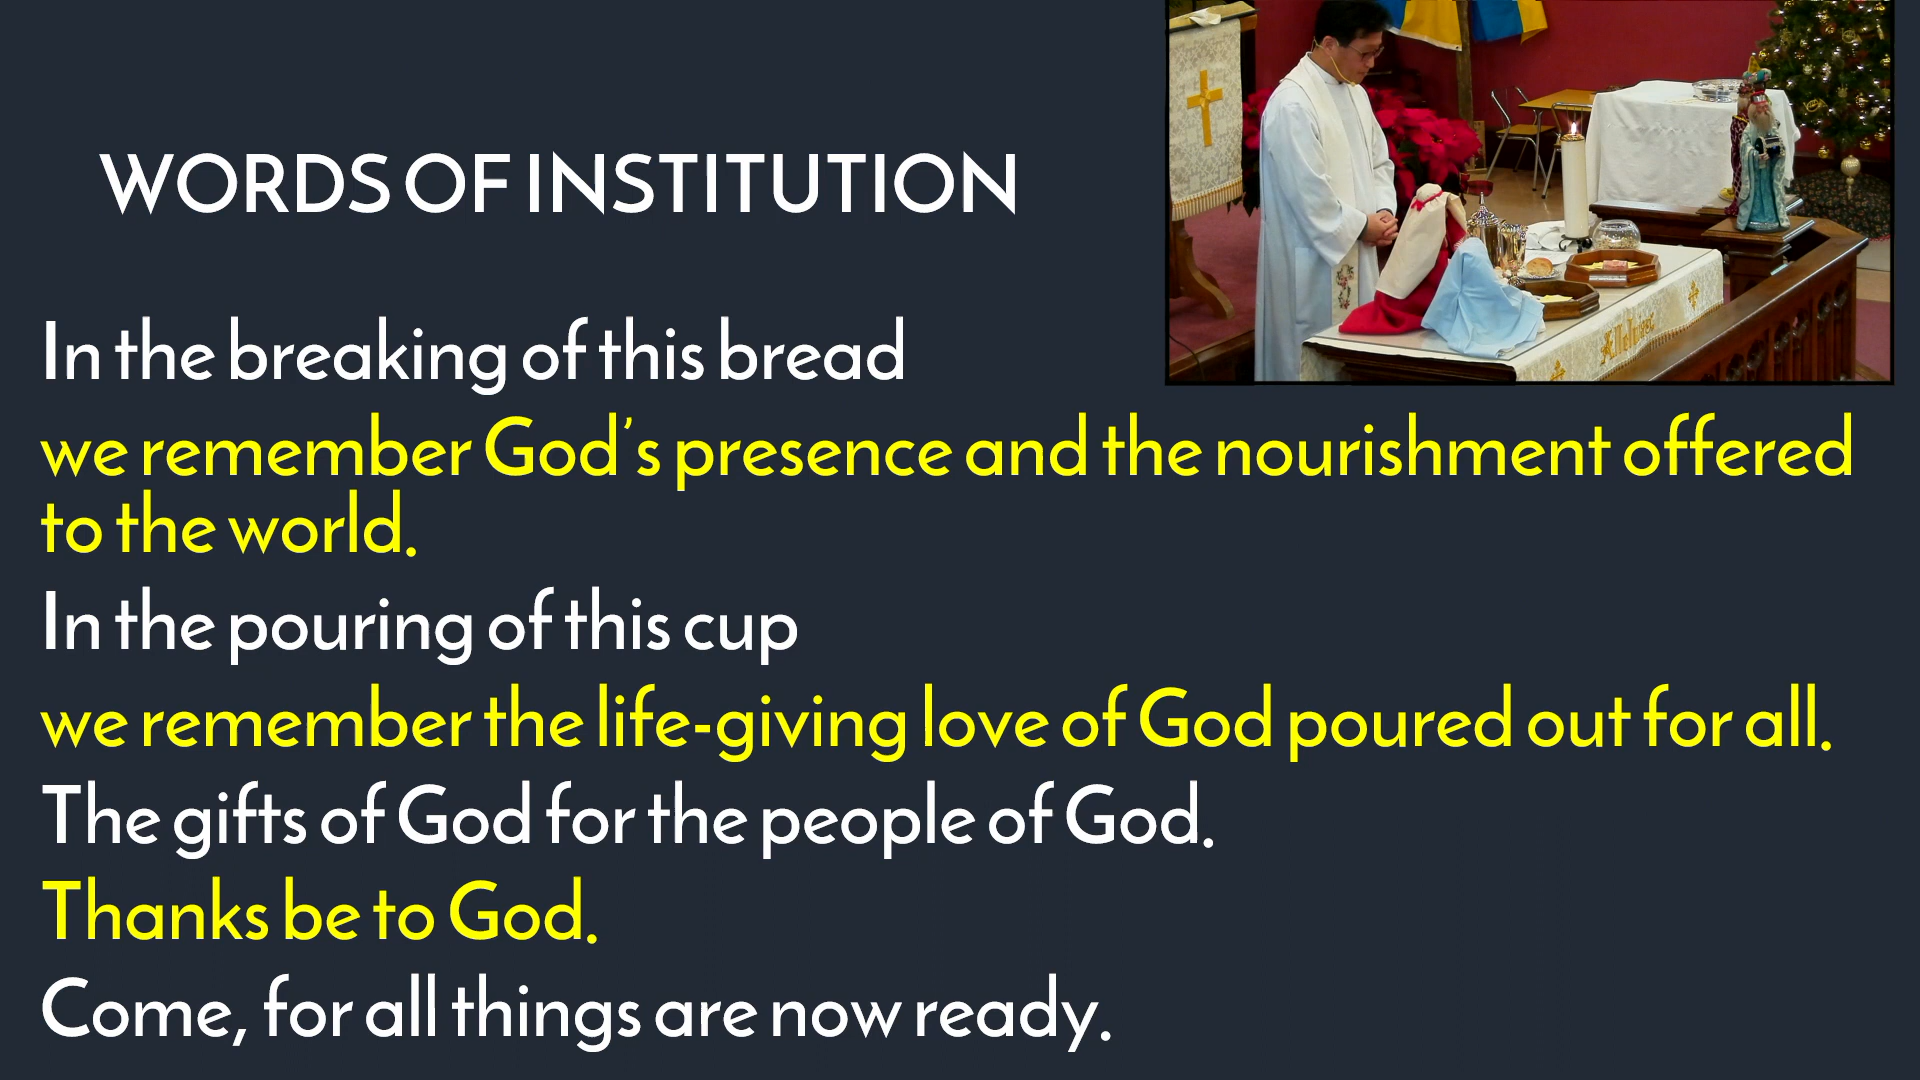 WORDS OF INSTITUTION
In the breaking of this bread
we remember God's presence and the nourishment offered
to the world.
In the pouring of this cup
we remember the life-giving love of God poured out for all.
The gifts of God for the people of God.
Thanks be to God.
Come, for all things are now ready.
Alleluia